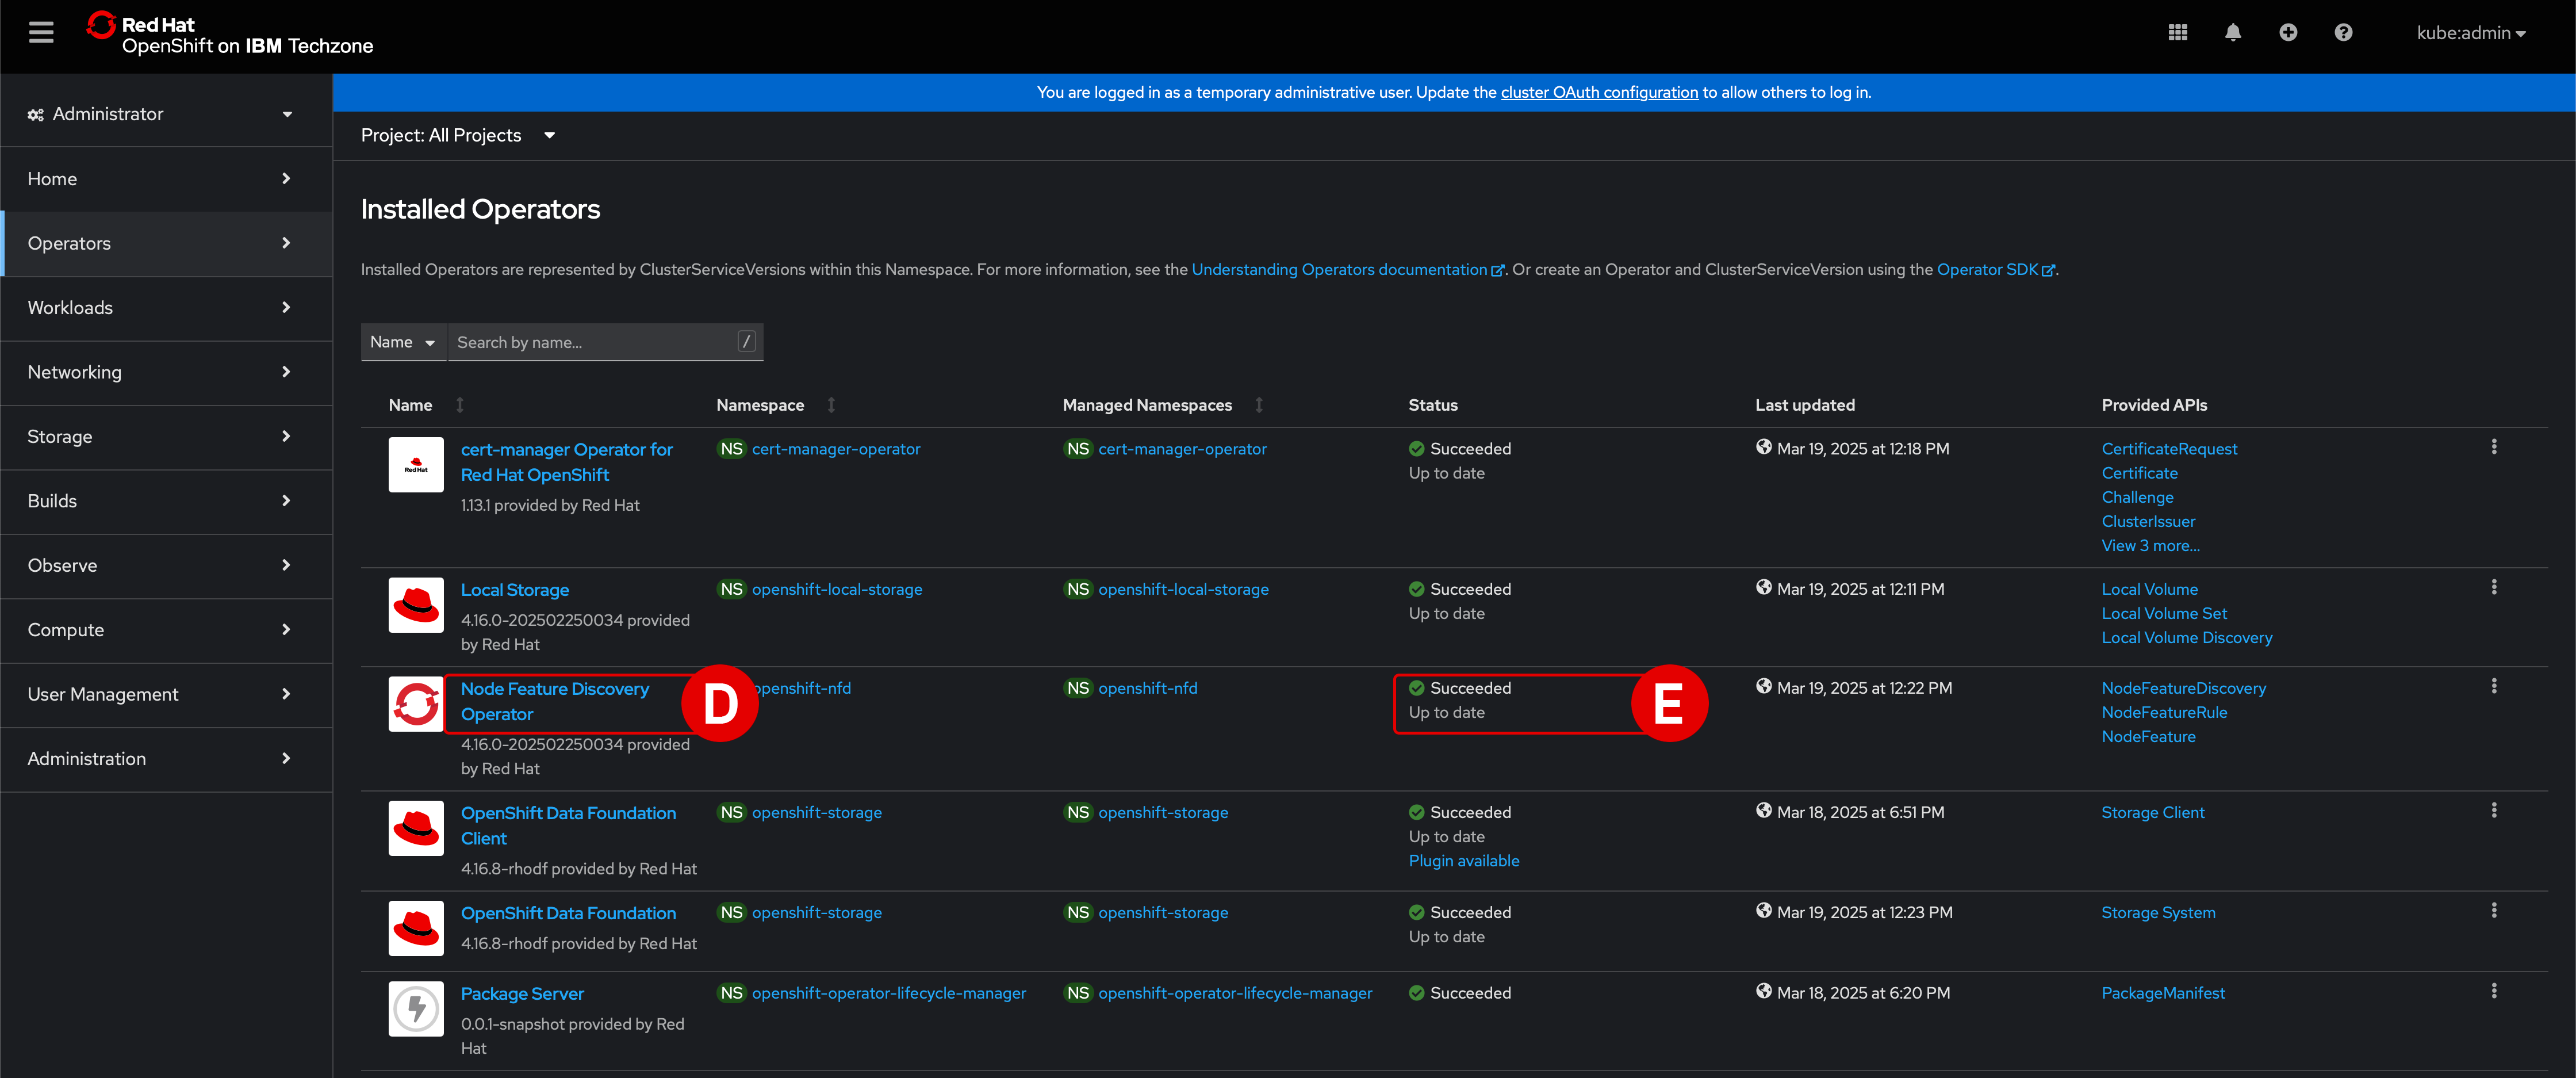 Red Hat
OpenShift on IBM Techzone
kube:admin
You are logged in as a temporary administrative user. Update the cluster OAuth configuration to allow others to log in.
Administrator
Home
Operators
Workloads
Networking
Storage
Builds
Observe
Compute
User Management
Administration
Project: All Projects
Installed Operators
Installed Operators are represented by ClusterServiceVersions within this Namespace. For more information, see the Understanding Operators documentation. Or create an Operator and ClusterServiceVersion using the Operator SDK.
Name Search by name... /
Name Namespace Managed Namespaces Status Last updated Provided APIs
Red Hat
cert-manager Operator for
Red Hat OpenShift
1.13.1 provided by Red Hat
NS cert-manager-operator
NS cert-manager-operator
Succeeded
Up to date
Mar 19, 2025 at 12:18 PM
CertificateRequest
Certificate
Challenge
ClusterIssuer
View 3 more...
Local Storage
4.16.0-202502250034 provided
by Red Hat
NS openshift-local-storage
NS openshift-local-storage
Succeeded
Up to date
Mar 19, 2025 at 12:11 PM
Local Volume
Local Volume Set
Local Volume Discovery
Node Feature Discovery
Operator
4.16.0-202502250034 provided
by Red Hat
D
openshift-nfd
NS openshift-nfd
Succeeded
Up to date
E
Mar 19, 2025 at 12:22 PM
NodeFeatureDiscovery
NodeFeatureRule
NodeFeature
OpenShift Data Foundation
Client
4.16.8-rhodf provided by Red Hat
NS openshift-storage
NS openshift-storage
Succeeded
Up to date
Plugin available
Mar 18, 2025 at 6:51 PM
Storage Client
OpenShift Data Foundation
4.16.8-rhodf provided by Red Hat
NS openshift-storage
NS openshift-storage
Succeeded
Up to date
Mar 19, 2025 at 12:23 PM
Storage System
Package Server
0.0.1-snapshot provided by Red
Hat
NS openshift-operator-lifecycle-manager
NS openshift-operator-lifecycle-manager
Succeeded
Mar 18, 2025 at 6:20 PM
PackageManifest